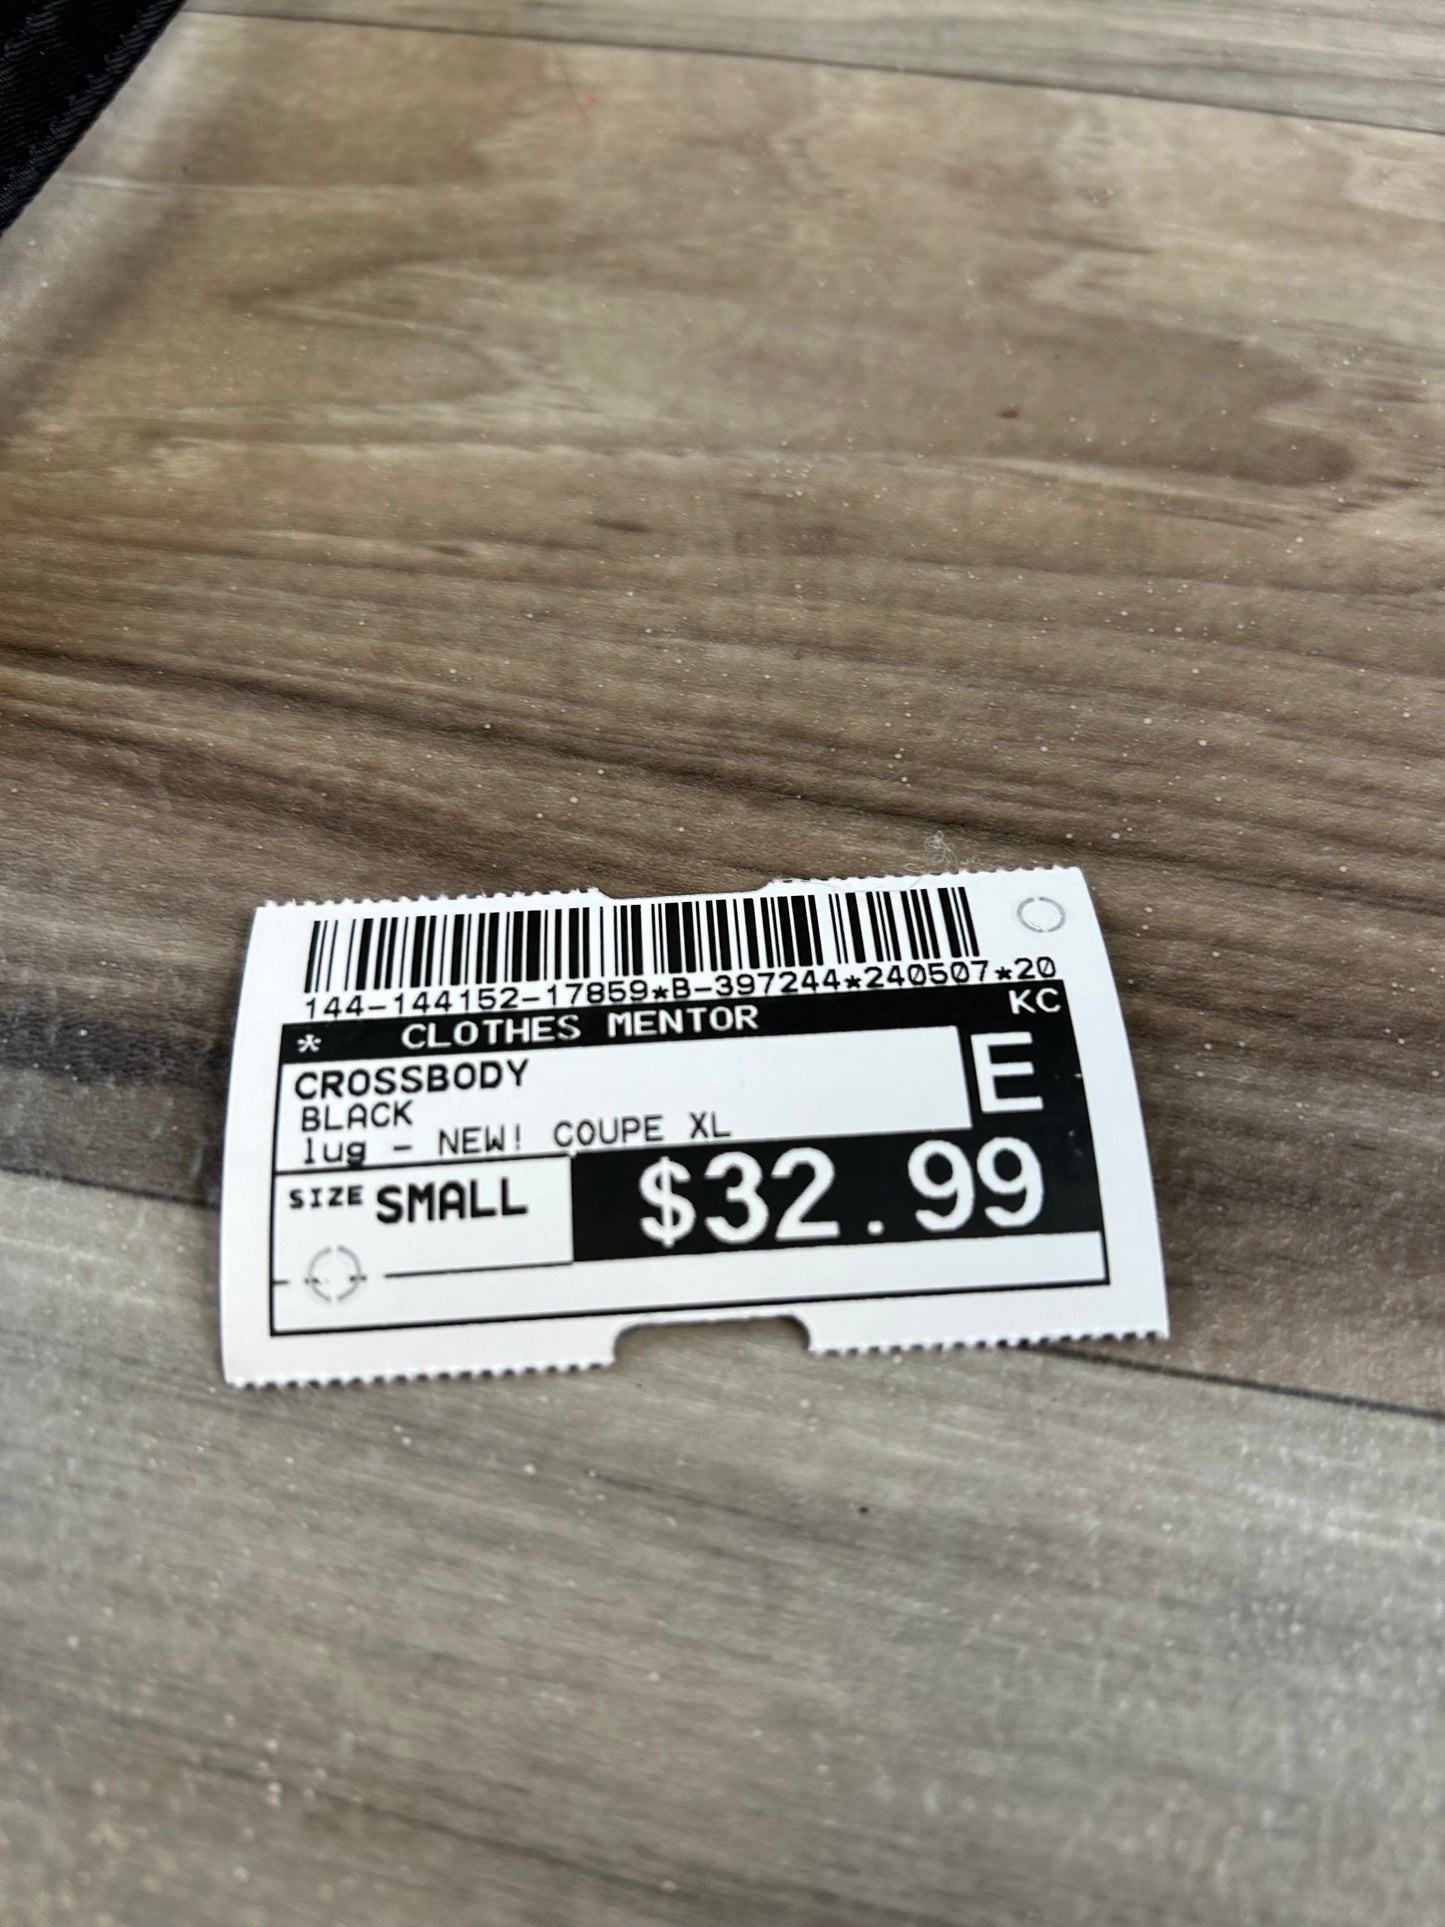 144-144152-17859*B-397244*240507*20
* CLOTHES MENTOR KC
CROSSBODY
E
BLACK
lug - NEW! COUPE XL
SIZE SMALL
$32.99